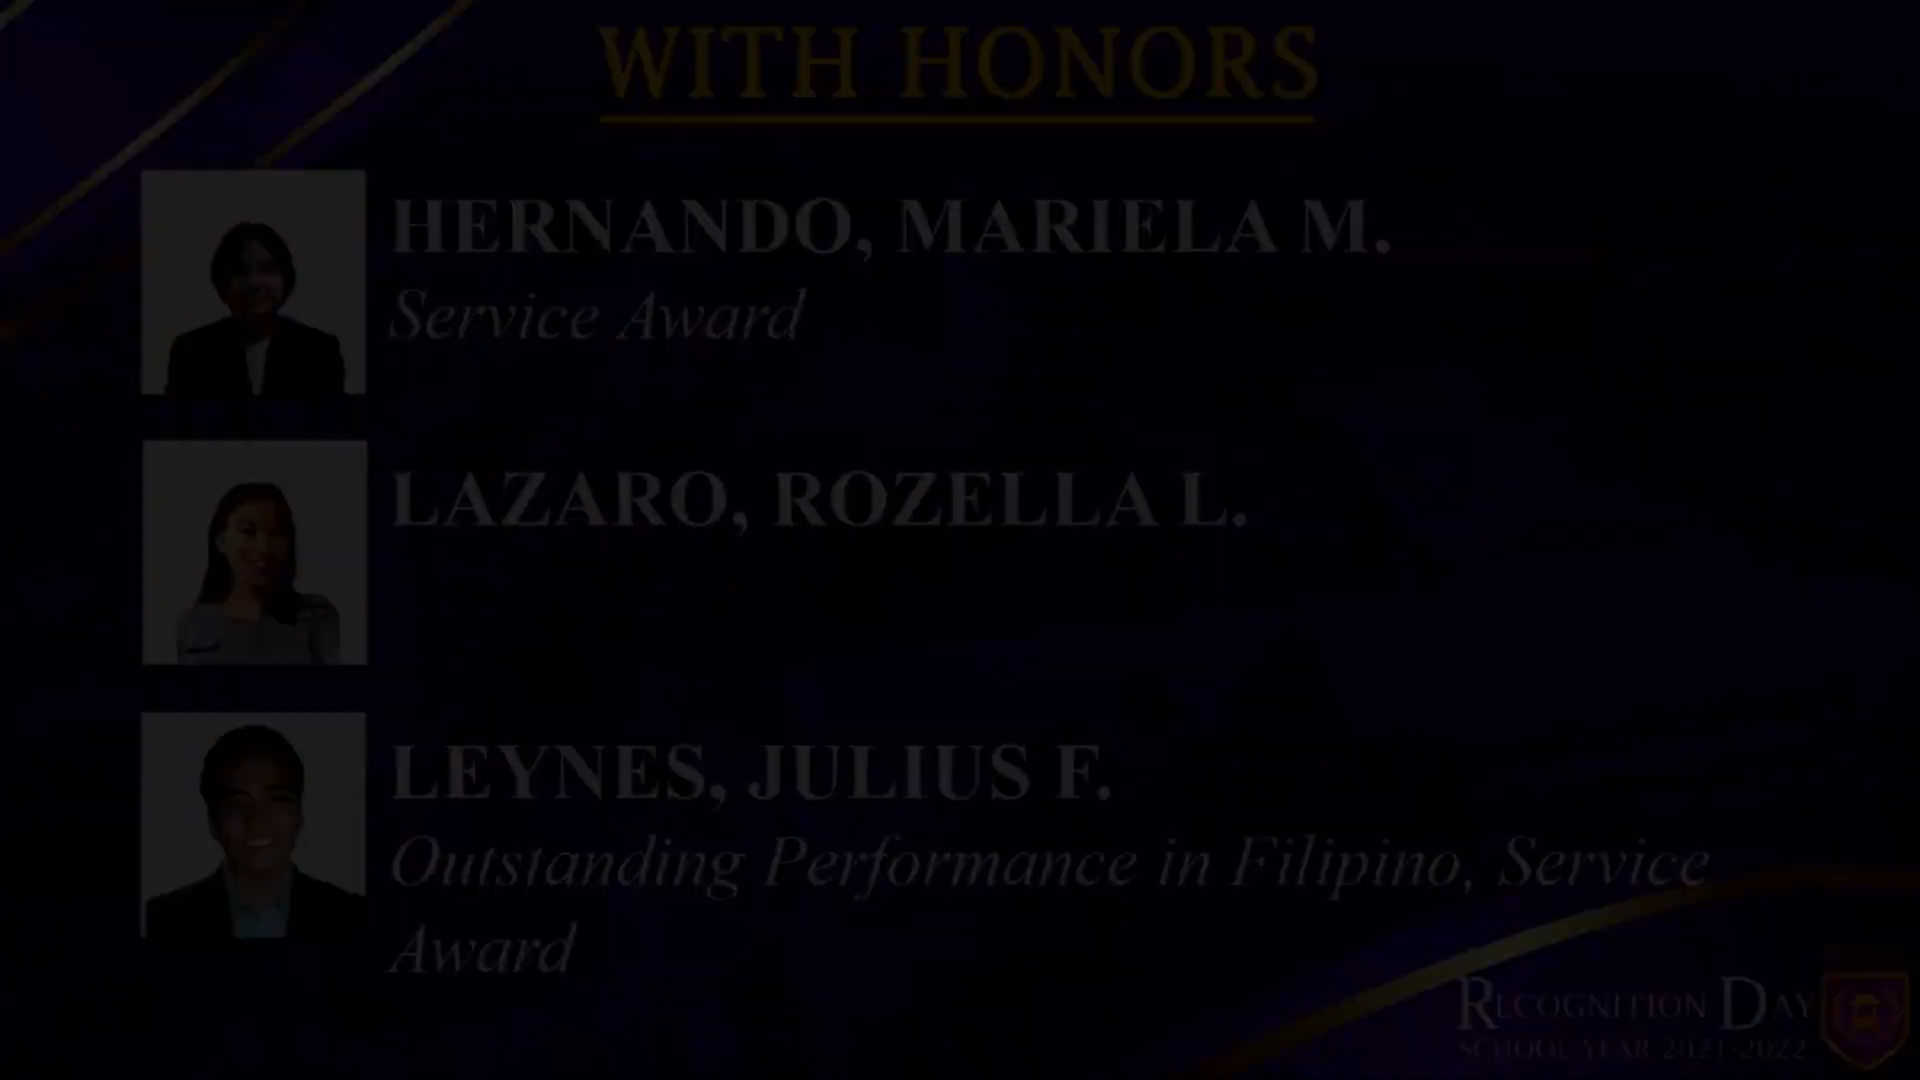 WITH HONORS
HERNANDO, MARIELA M.
Service Award
LAZARO, ROZELLA L.
LEYNES, JULIUS F.
Outstanding Performance in Filipino, Service
Award
RECOGNITION DAY
SCHOOL YEAR 2021-2022